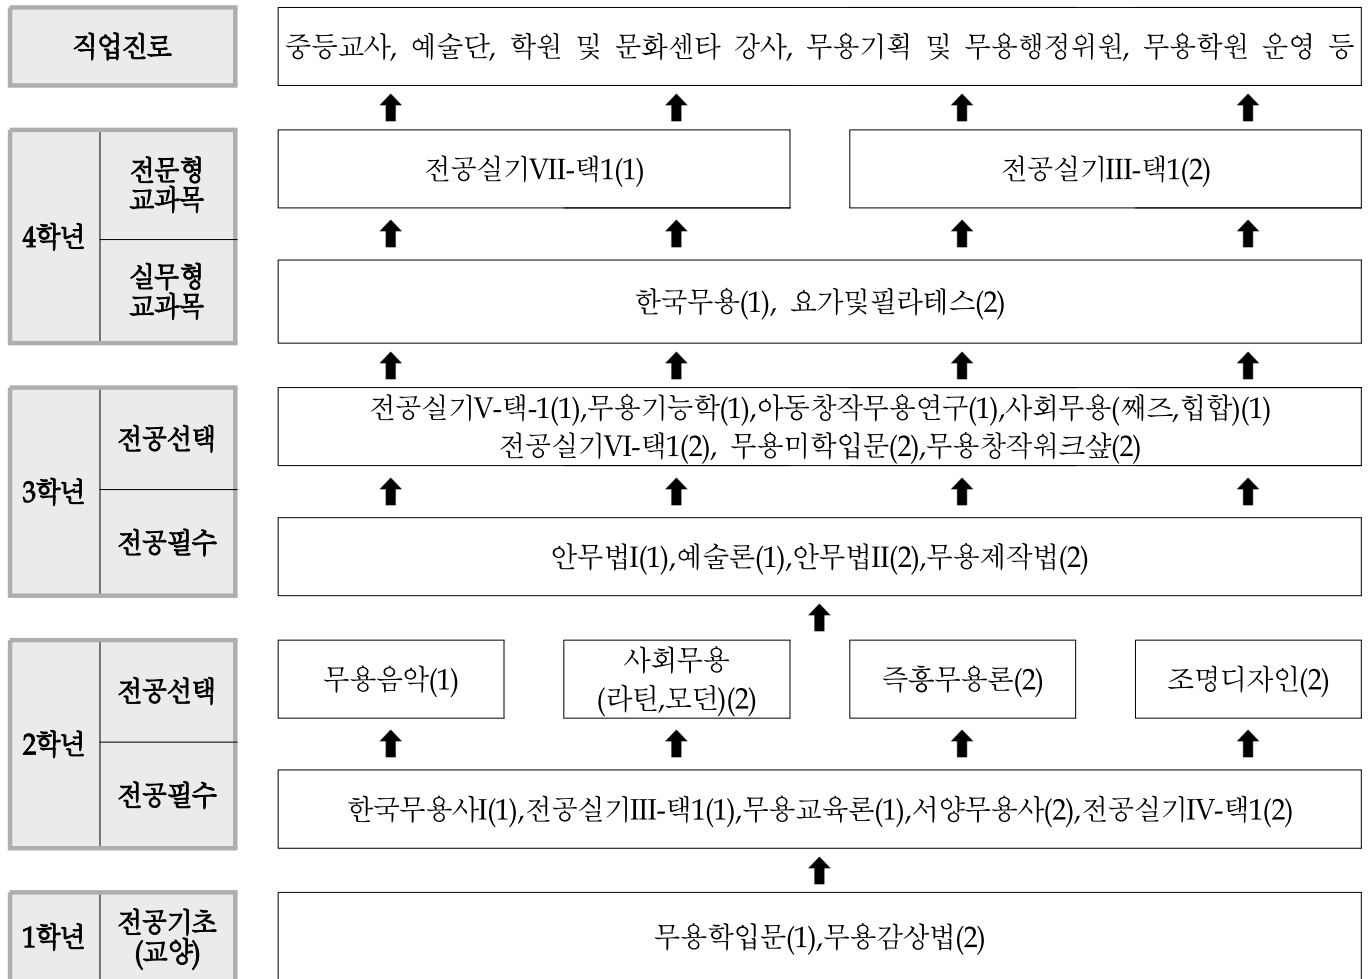 직업진로
중등교사, 예술단, 학원 및 문화센타 강사, 무용기획 및 무용행정위원, 무용학원 운영 등
4학년
전문형
교과목
전공실기VII-택1(1)
전공실기III-택1(2)
실무형
교과목
한국무용(1), 요가및필라테스(2)
3학년
전공선택
전공실기V-택-1(1),무용기능학(1),아동창작무용연구(1),사회무용(째즈,힙합)(1)
전공실기VI-택1(2), 무용미학입문(2),무용창작워크샾(2)
전공필수
안무법I(1),예술론(1),안무법II(2),무용제작법(2)
2학년
전공선택
무용음악(1)
사회무용
(라틴,모던)(2)
즉흥무용론(2)
조명디자인(2)
전공필수
한국무용사I(1),전공실기III-택1(1),무용교육론(1),서양무용사(2),전공실기IV-택1(2)
1학년
전공기초
(교양)
무용학입문(1),무용감상법(2)